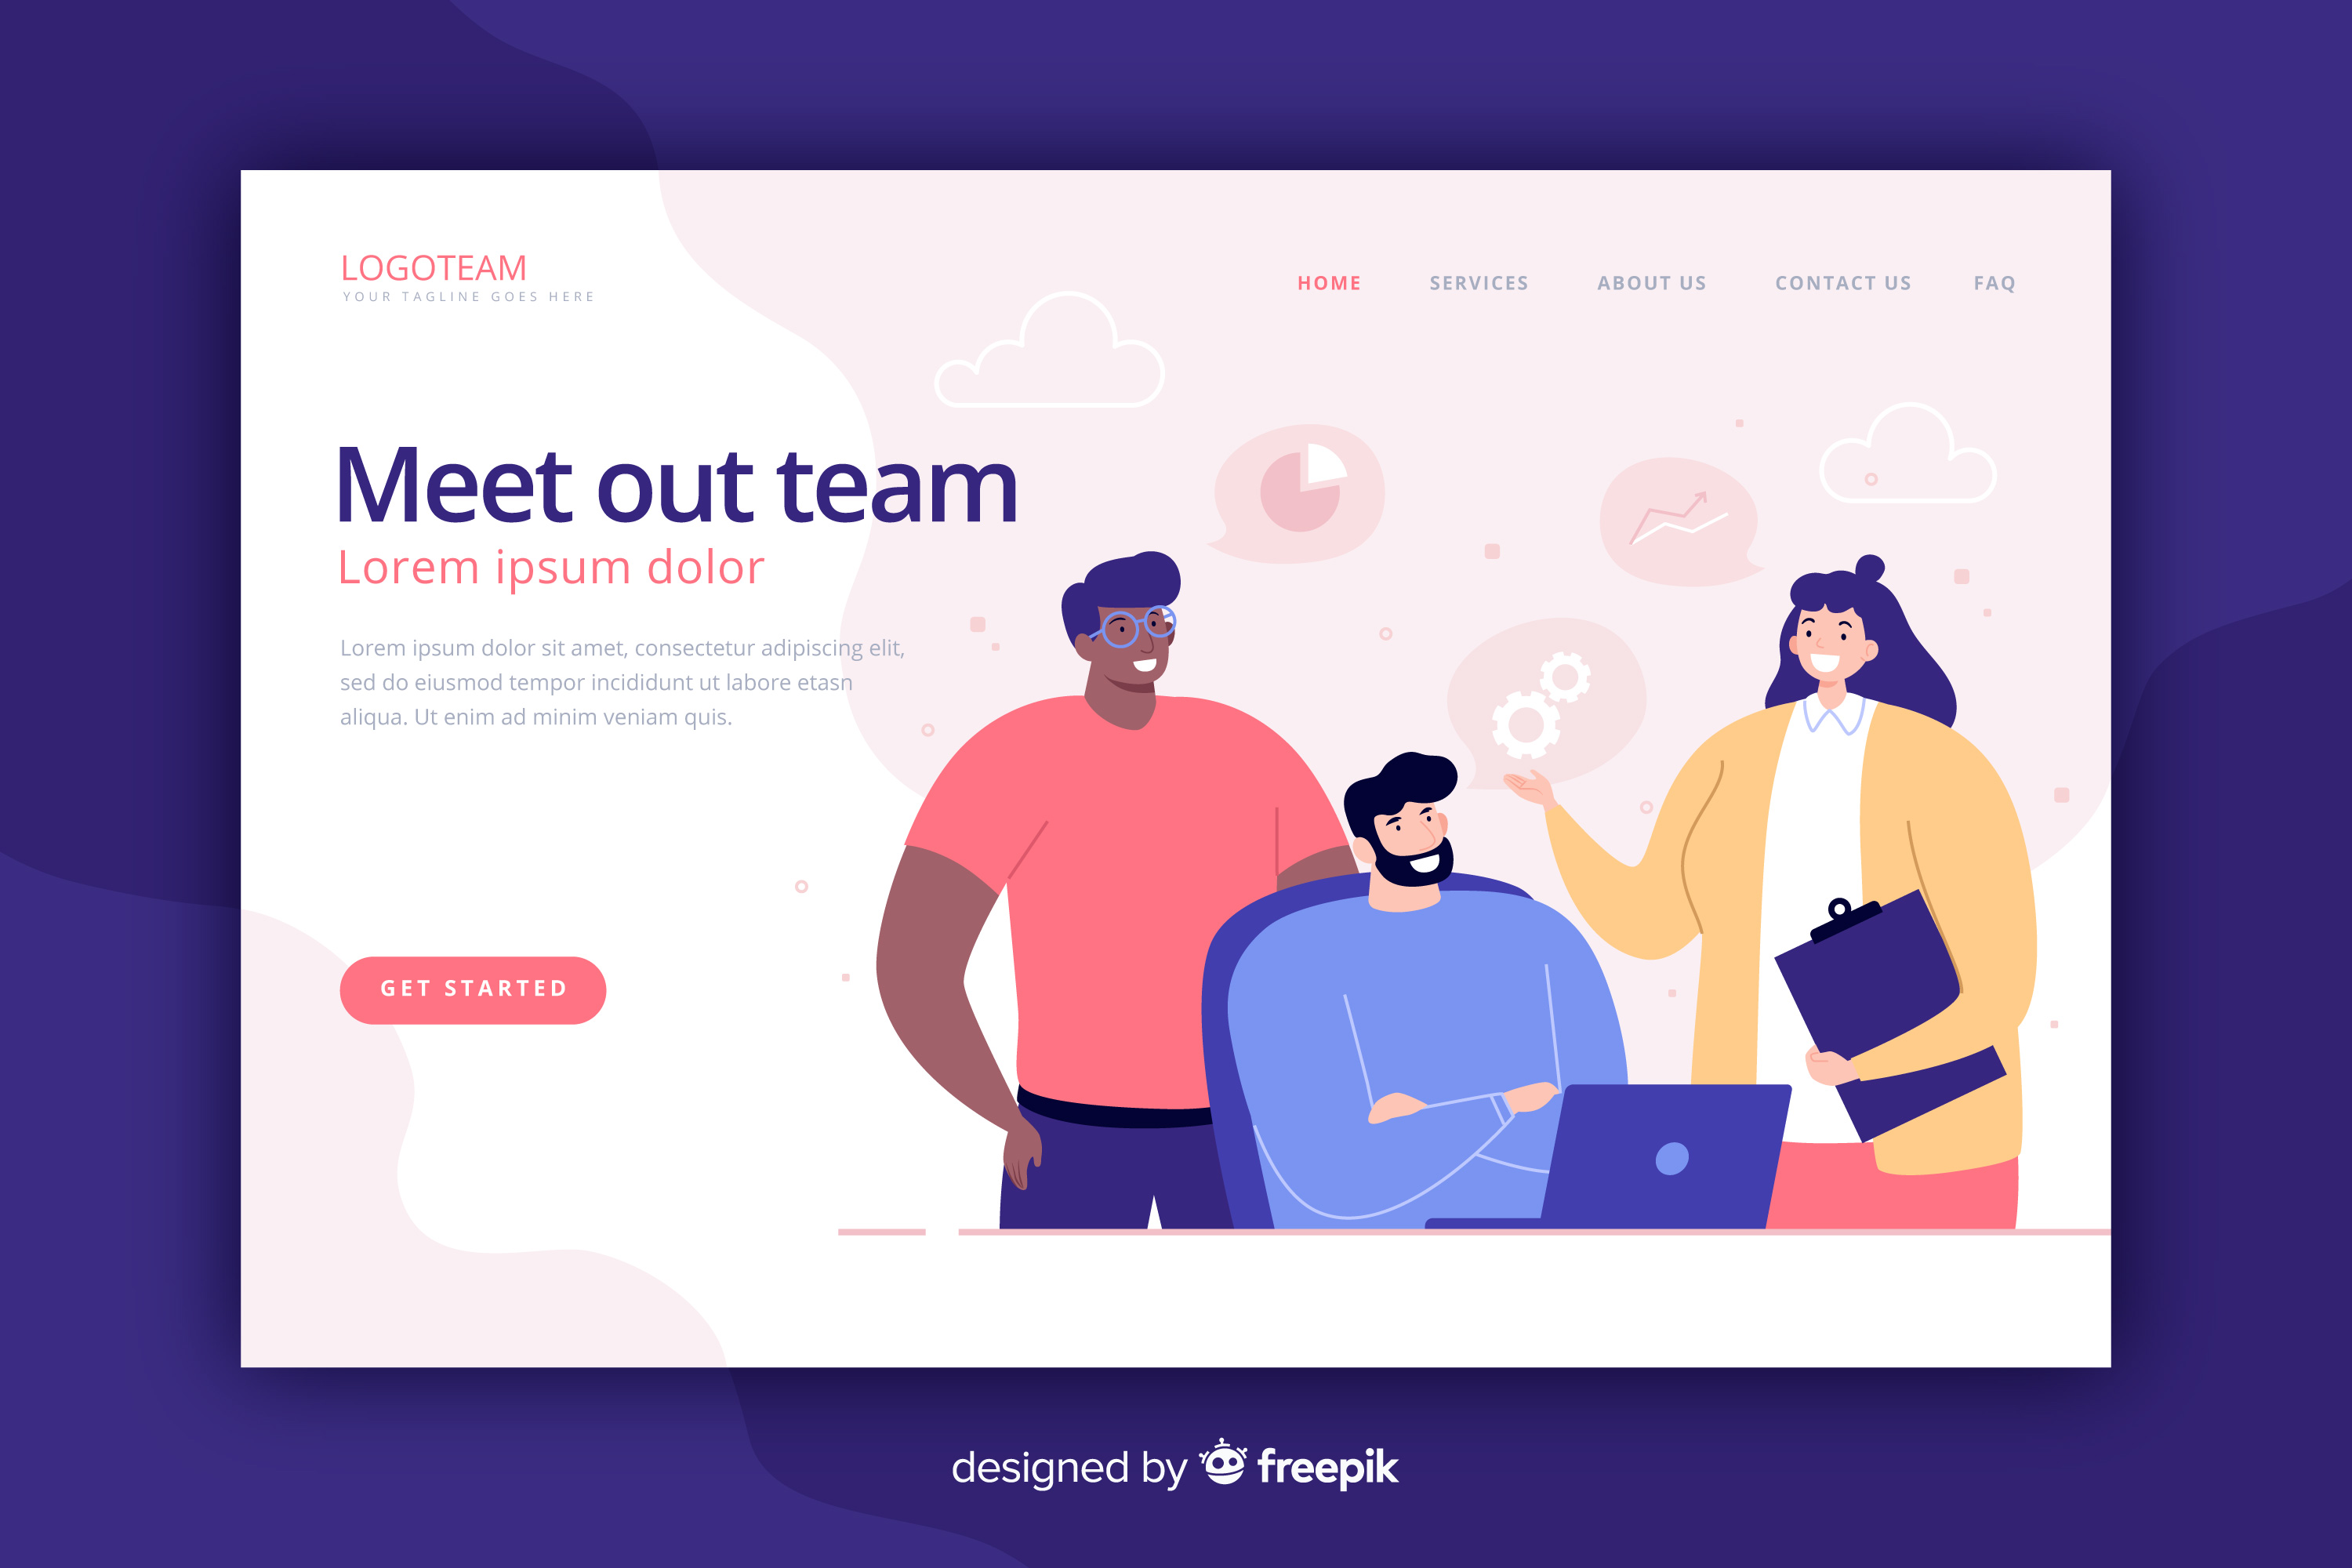 LOGOTEAM
YOUR TAGLINE GOES HERE
HOME SERVICES ABOUT US CONTACT US FAQ
Meet out team
Lorem ipsum dolor
Lorem ipsum dolor sit amet, consectetur adipiscing elit,
sed do eiusmod tempor incididunt ut labore etasn
aliqua. Ut enim ad minim veniam quis.
GET STARTED
designed by freepik